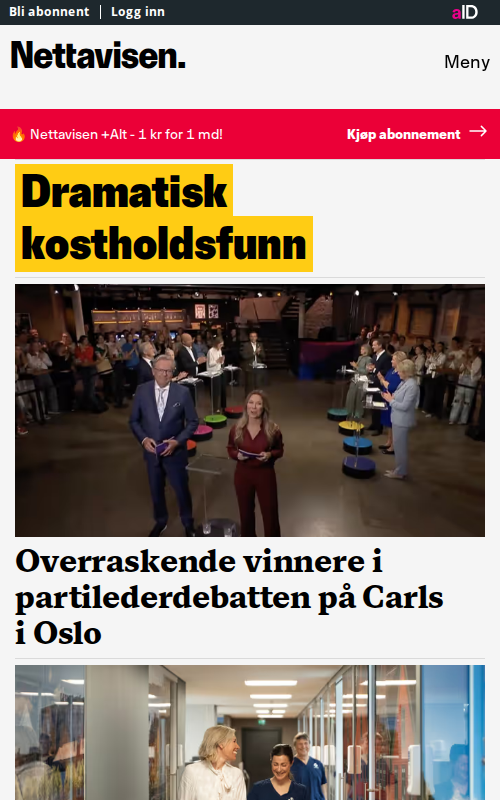 Bli abonnent | Logg inn
aID
Nettavisen.
Meny
🔥 Nettavisen +Alt - 1 kr for 1 md!
Kjøp abonnement →
Dramatisk
kostholdsfunn
Overraskende vinnere i
partilederdebatten på Carls
i Oslo